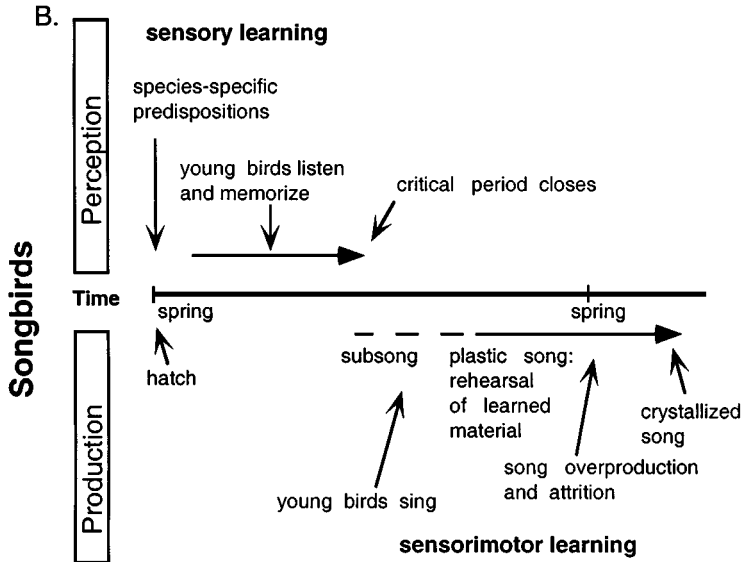 B.
sensory learning
species-specific
predispositions
young birds listen
and memorize
critical period closes
Perception
Songbirds
Time
spring
spring
hatch
subsong
plastic song:
rehearsal
of learned
material
crystallized
song
song overproduction
and attrition
young birds sing
Production
sensorimotor learning